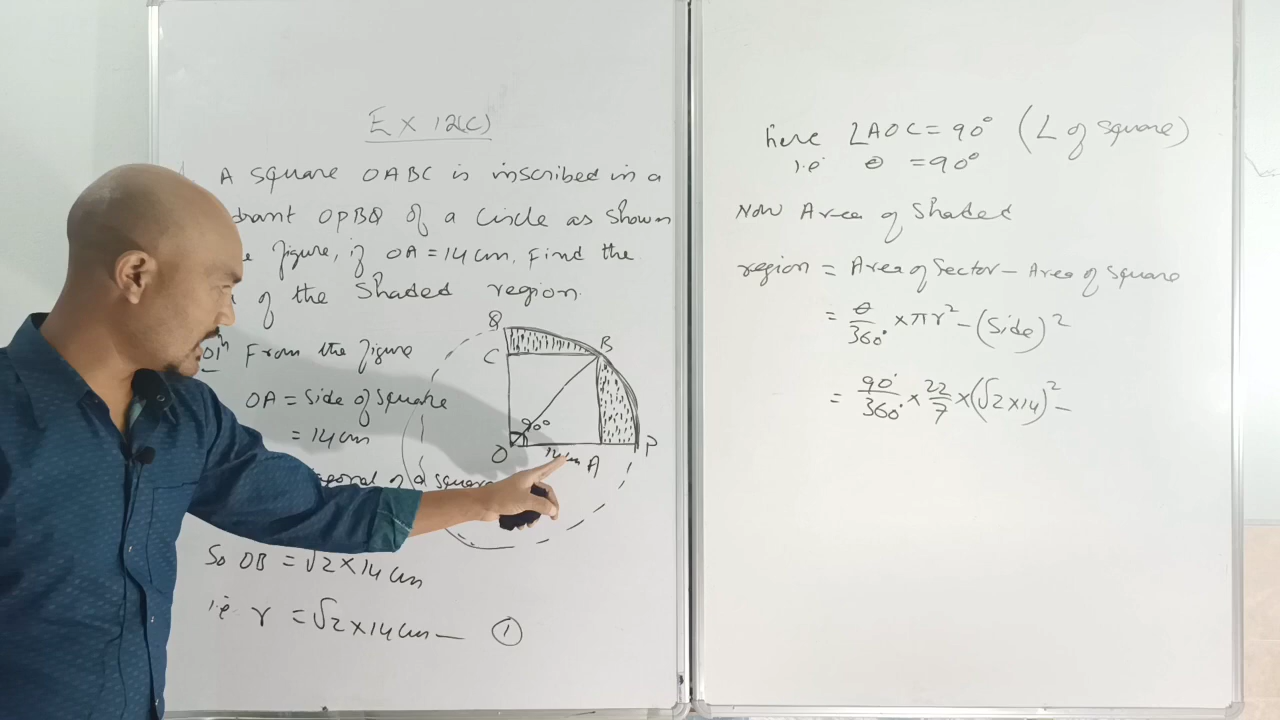 Ex 12(C)
A square OABC is inscribed in a
drant OPBQ of a circle as shown
e figure, if OA = 14 cm, Find the
of the shaded region.
Q
B
C
90°
O
14cm
A
P
From the figure
OA = side of square
= 14 cm
of a square
So OB = √2 × 14 cm
i.e. r = √2 × 14 cm — ①
here ∠AOC = 90° (∠ of square)
i.e. θ = 90°
Now Area of shaded
region = Area of sector − Area of square
= θ/360° × πr² − (side)²
= 90°/360° × 22/7 × (√2 × 14)² −